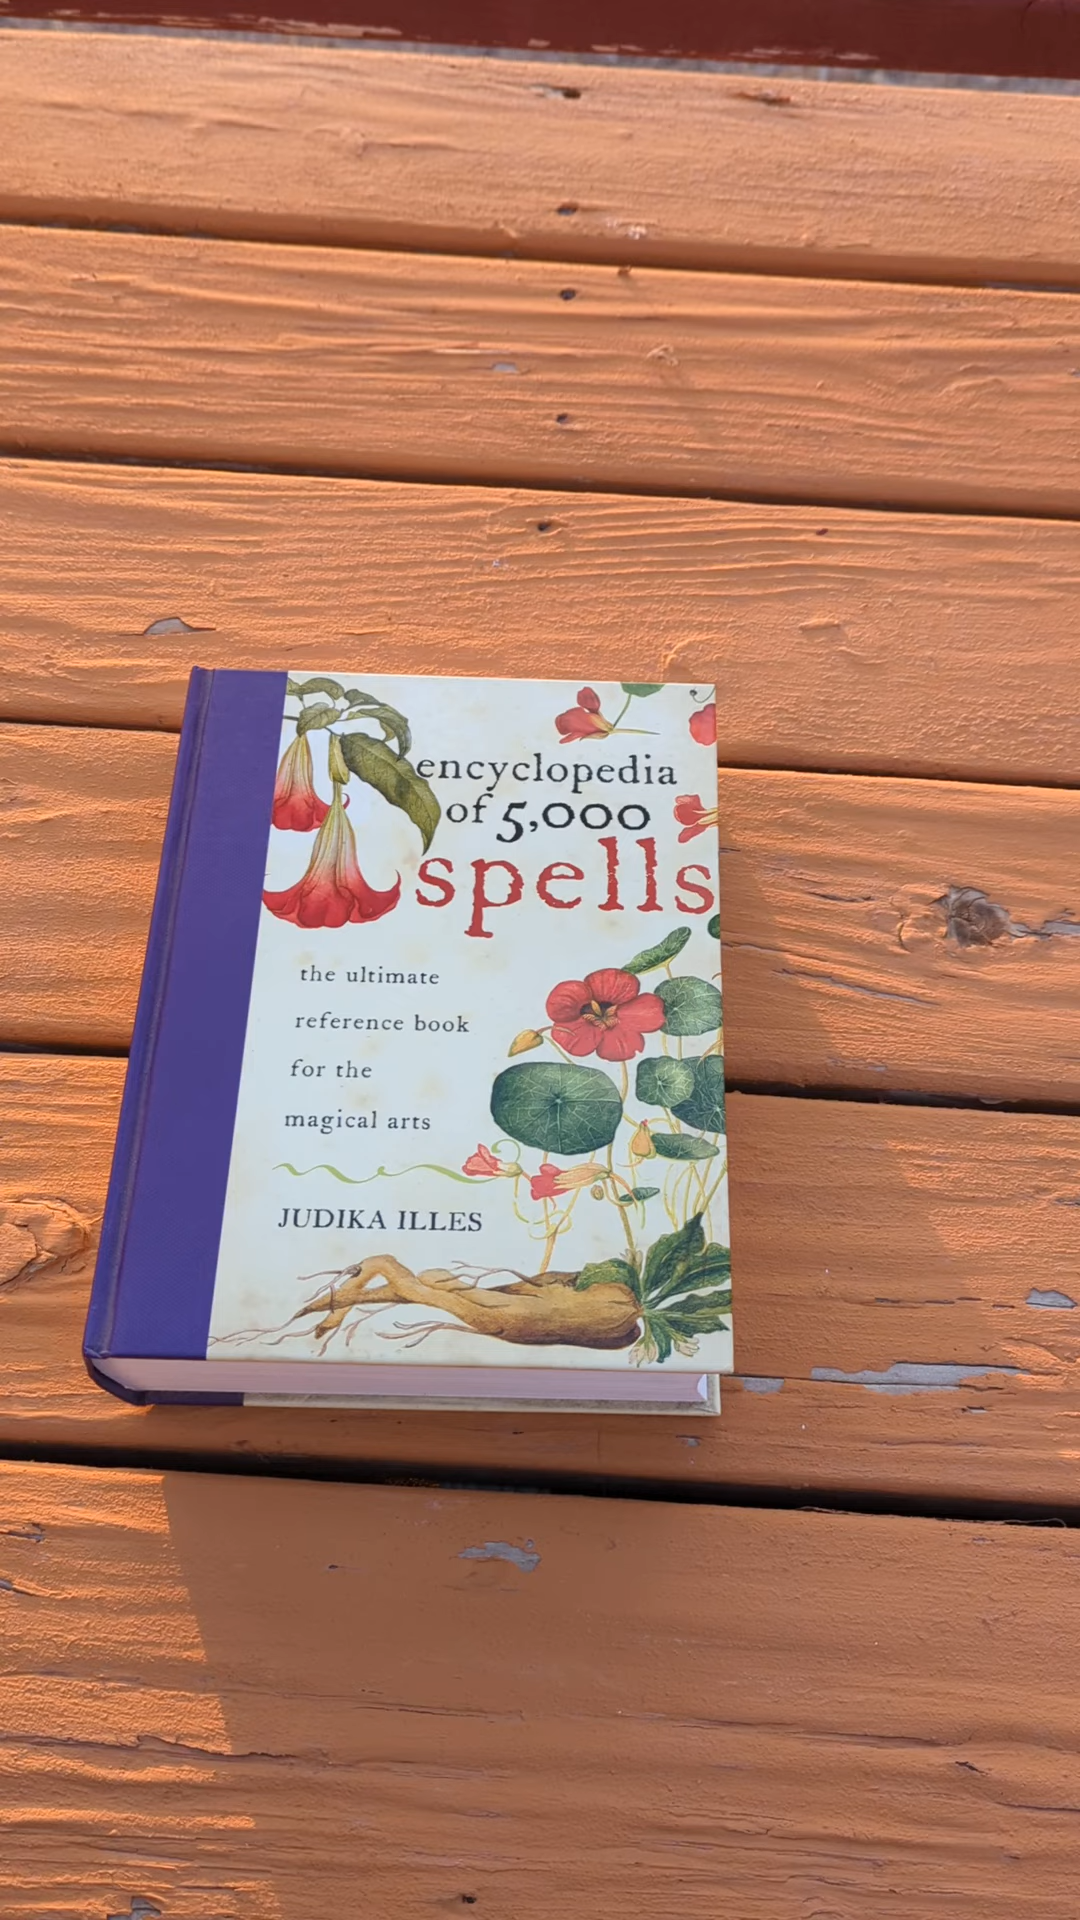 encyclopedia
of 5,000
spells
the ultimate
reference book
for the
magical arts
JUDIKA ILLES